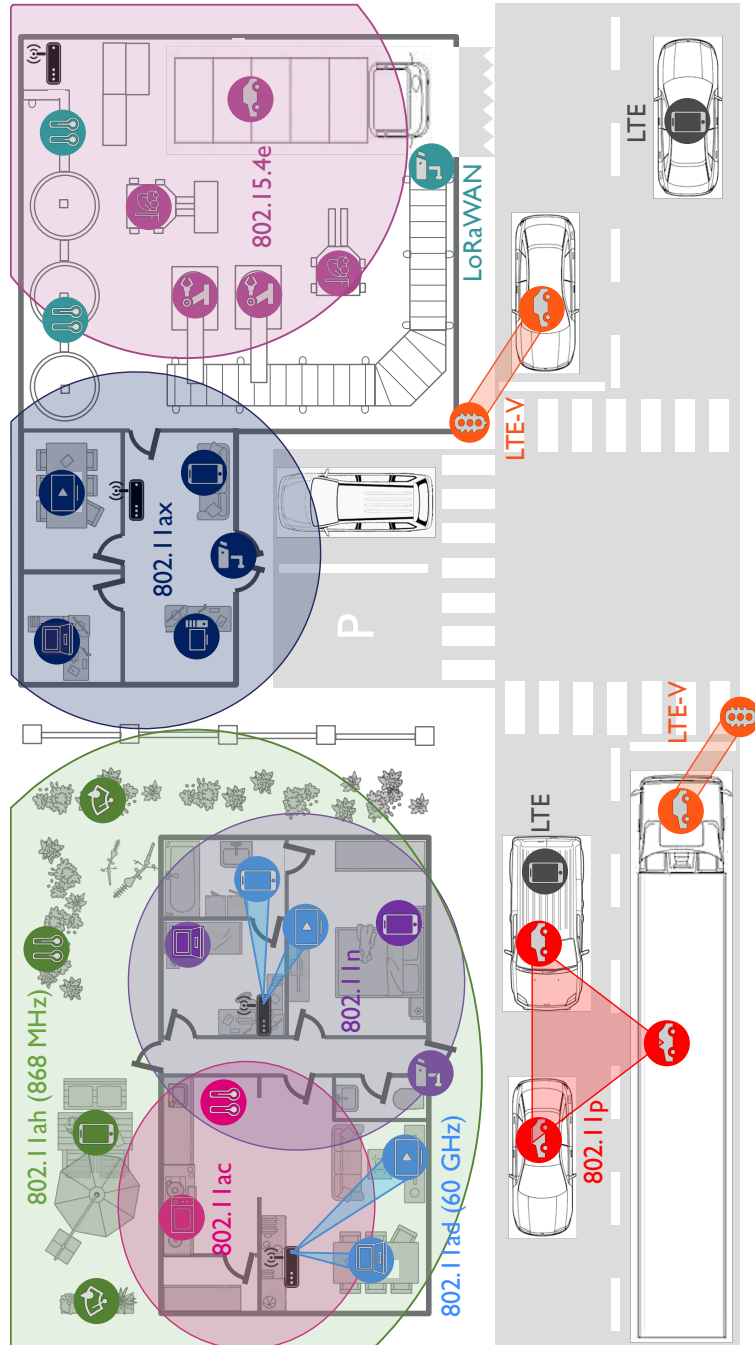 802.11ah (868 MHz)
802.11ac
802.11ad (60 GHz)
802.11n
802.11ax
802.15.4e
LoRaWAN
P
LTE-V
LTE
LTE-V
LTE
802.11p